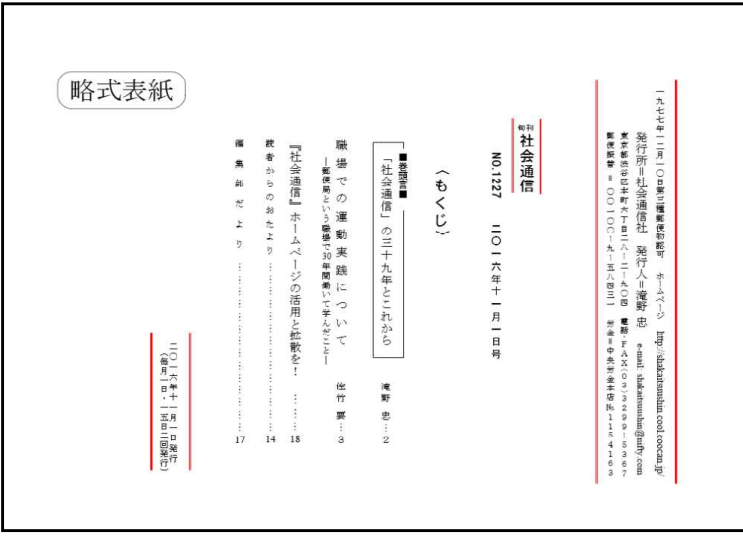 一九七七年一二月一〇日第三種郵便物認可 ホームページ http://shakaitsuushin.cool.coocan.jp/
発行所＝社会通信社 発行人＝滝野 忠 e-mail: shakaitsuushin@nifty.com
東京都渋谷区本町六丁目二八－二－九〇四 電話・FAX(03)3299-5367
郵便振替＝００１００－九－五八四三一 労金＝中央労金本店№1154163
旬刊
社会通信
NO.1227 二〇一六年十一月一日号
〈もくじ〉
■巻頭言■
「社会通信」の三十九年とこれから 滝野 忠…2
職場での運動実践について 佐竹 要…3
―郵便局という職場で30年間働いて学んだこと―
『社会通信』ホームページの活用と拡散を！ ………18
読者からのおたより ……………………………14
編集部だより ……………………………17
略式表紙
二〇一六年十一月一日発行
（毎月一日・一五日二回発行）